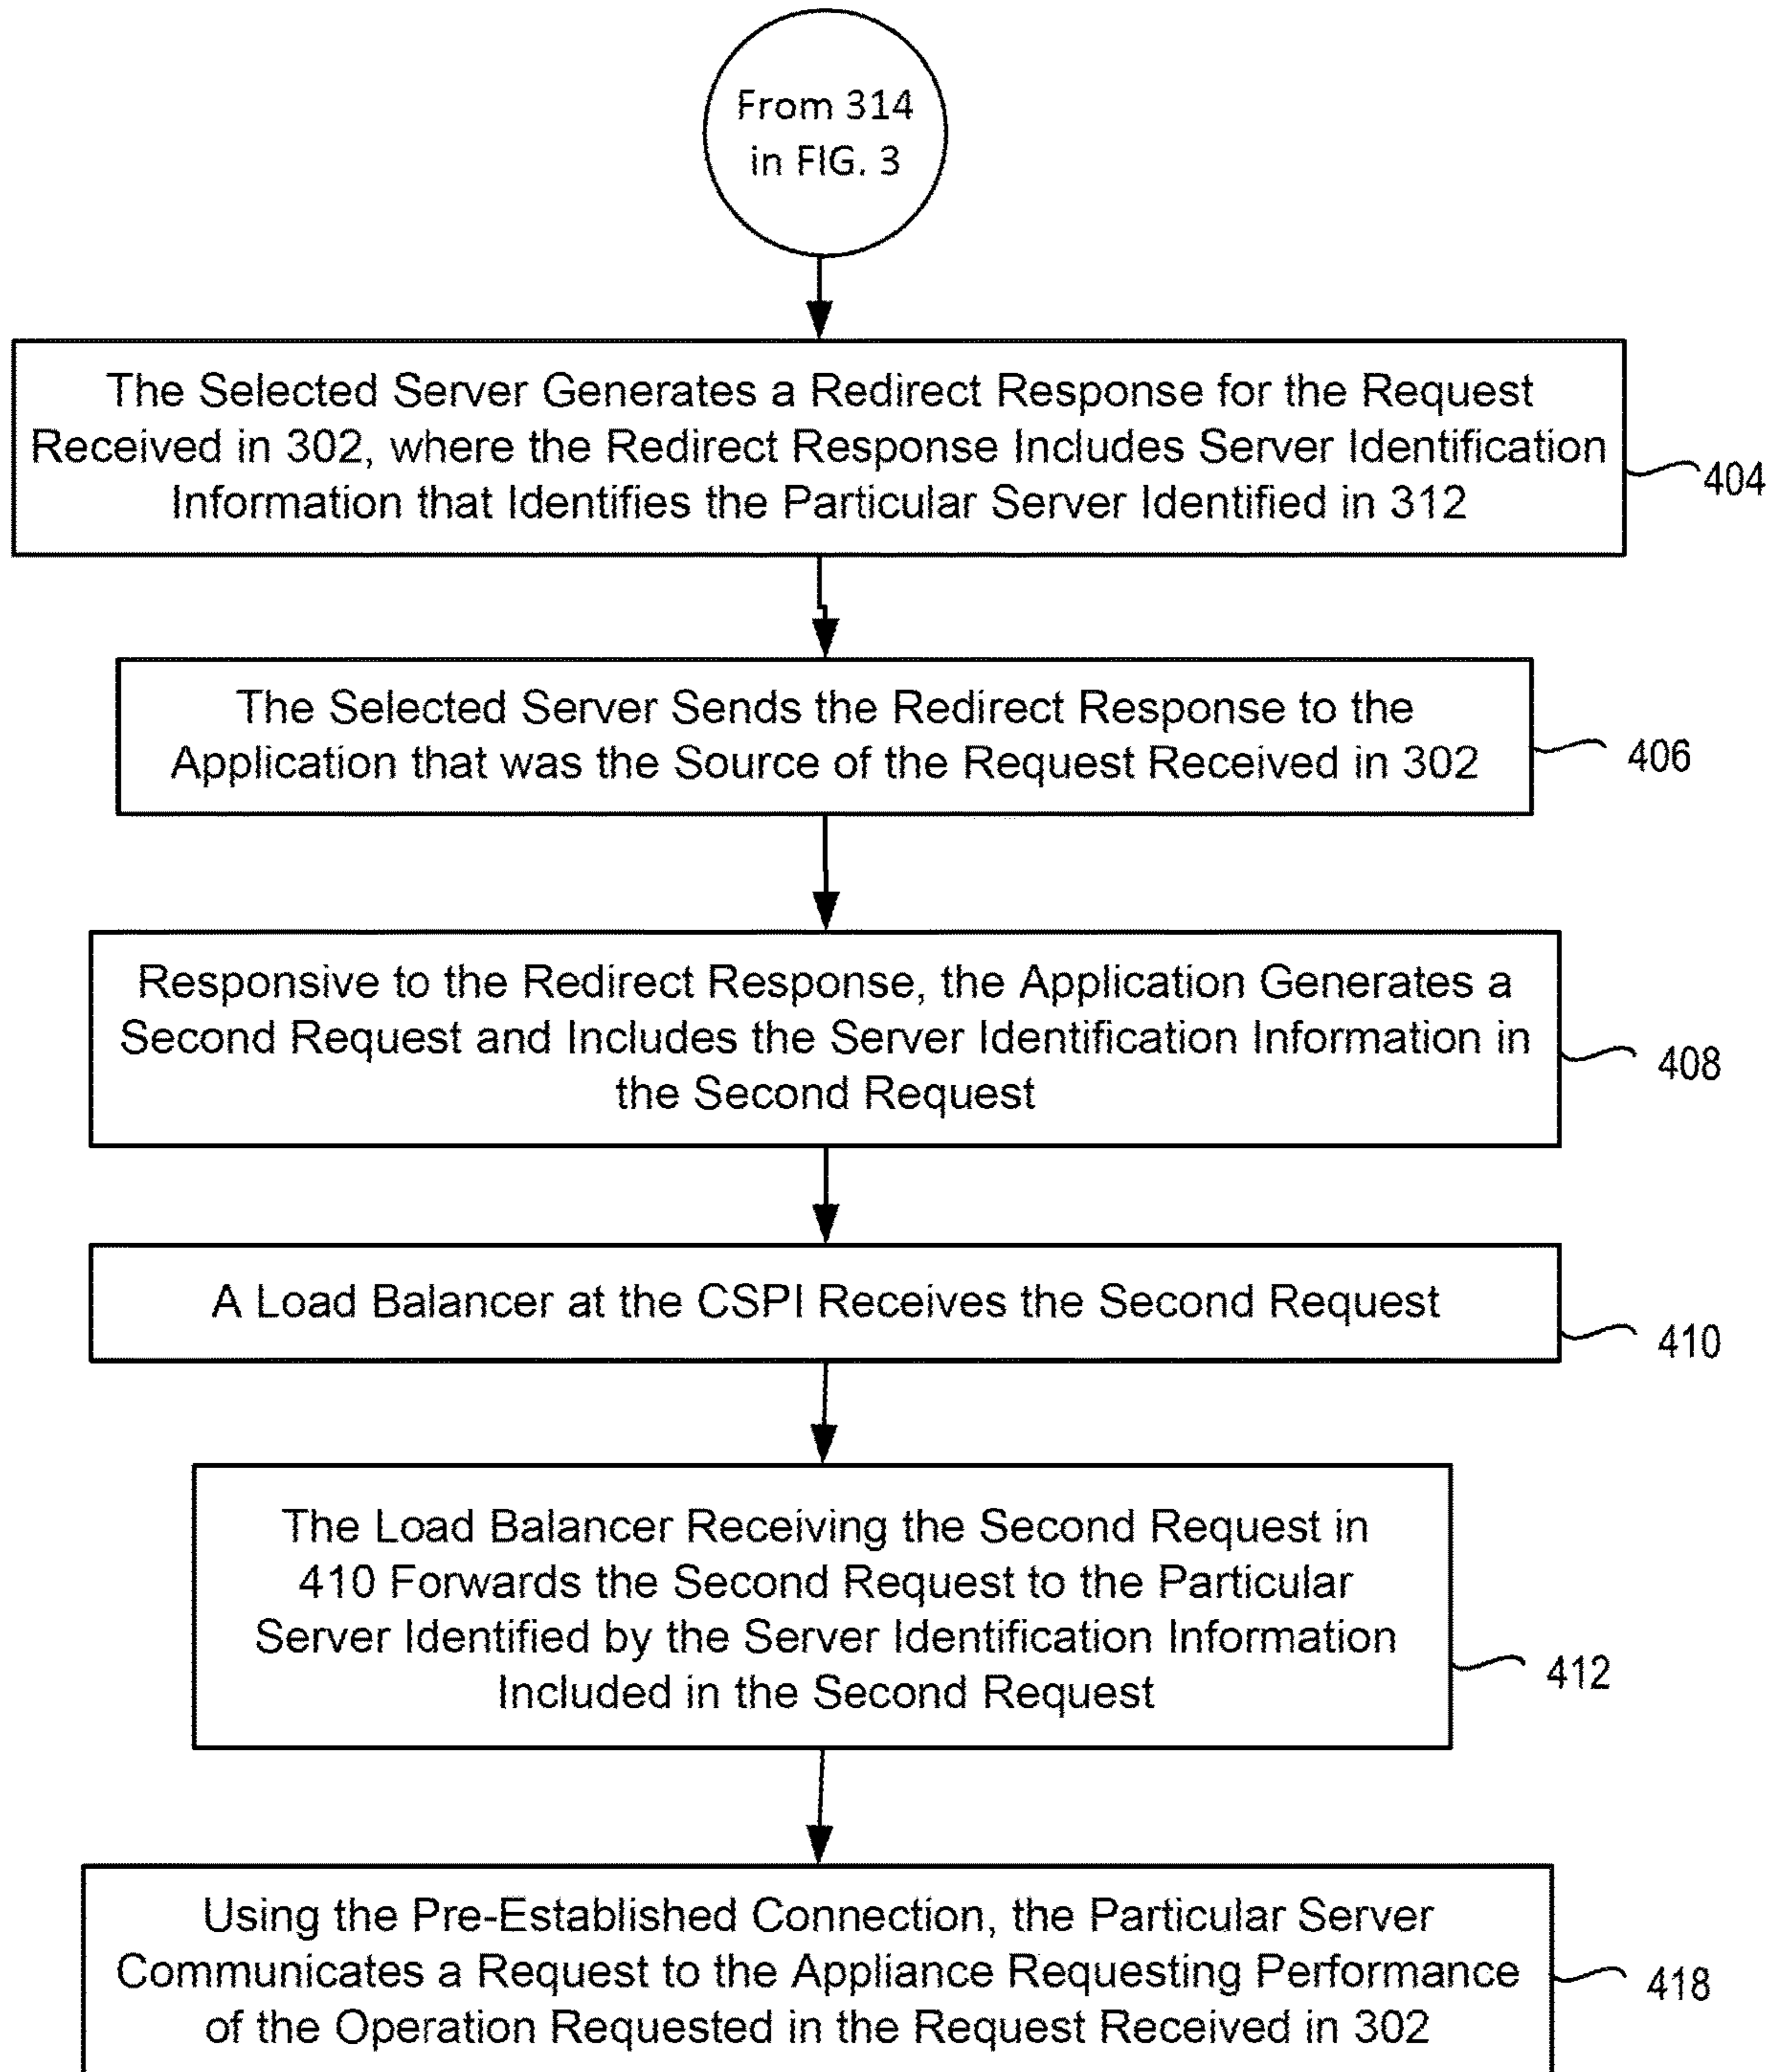 From 314
in FIG. 3
The Selected Server Generates a Redirect Response for the Request
Received in 302, where the Redirect Response Includes Server Identification
Information that Identifies the Particular Server Identified in 312
404
The Selected Server Sends the Redirect Response to the
Application that was the Source of the Request Received in 302
406
Responsive to the Redirect Response, the Application Generates a
Second Request and Includes the Server Identification Information in
the Second Request
408
A Load Balancer at the CSPI Receives the Second Request
410
The Load Balancer Receiving the Second Request in
410 Forwards the Second Request to the Particular
Server Identified by the Server Identification Information
Included in the Second Request
412
Using the Pre-Established Connection, the Particular Server
Communicates a Request to the Appliance Requesting Performance
of the Operation Requested in the Request Received in 302
418